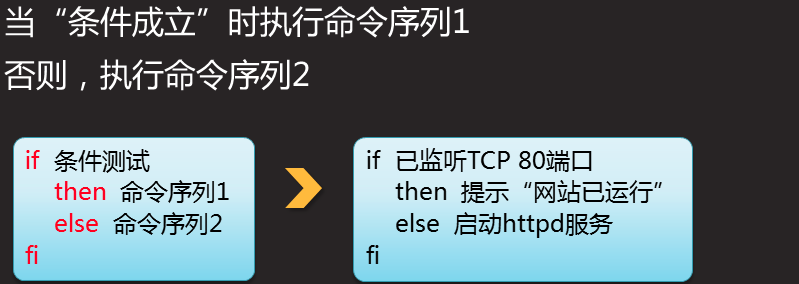 当“条件成立”时执行命令序列1
否则，执行命令序列2
if 条件测试
then 命令序列1
else 命令序列2
fi
if 已监听TCP 80端口
then 提示“网站已运行”
else 启动httpd服务
fi